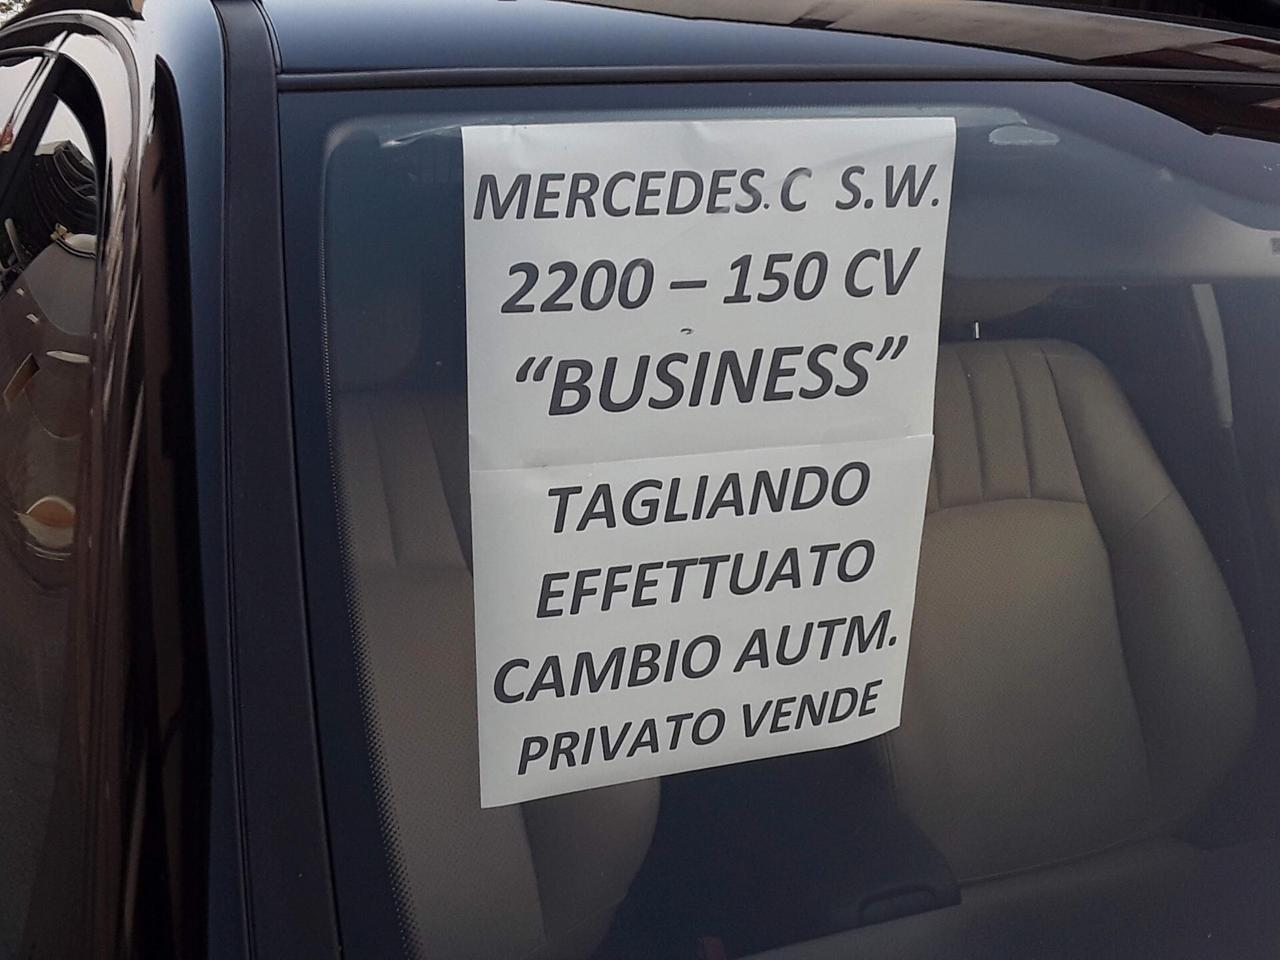 MERCEDES.C S.W.
2200 – 150 CV
“BUSINESS”
TAGLIANDO
EFFETTUATO
CAMBIO AUTM.
PRIVATO VENDE